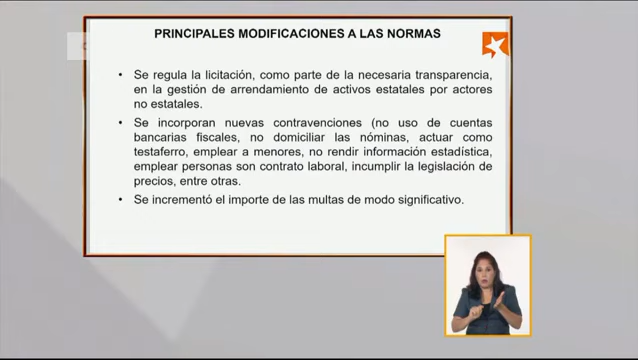 PRINCIPALES MODIFICACIONES A LAS NORMAS
• Se regula la licitación, como parte de la necesaria transparencia,
en la gestión de arrendamiento de activos estatales por actores
no estatales.
• Se incorporan nuevas contravenciones (no uso de cuentas
bancarias fiscales, no domiciliar las nóminas, actuar como
testaferro, emplear a menores, no rendir información estadística,
emplear personas son contrato laboral, incumplir la legislación de
precios, entre otras.
• Se incrementó el importe de las multas de modo significativo.